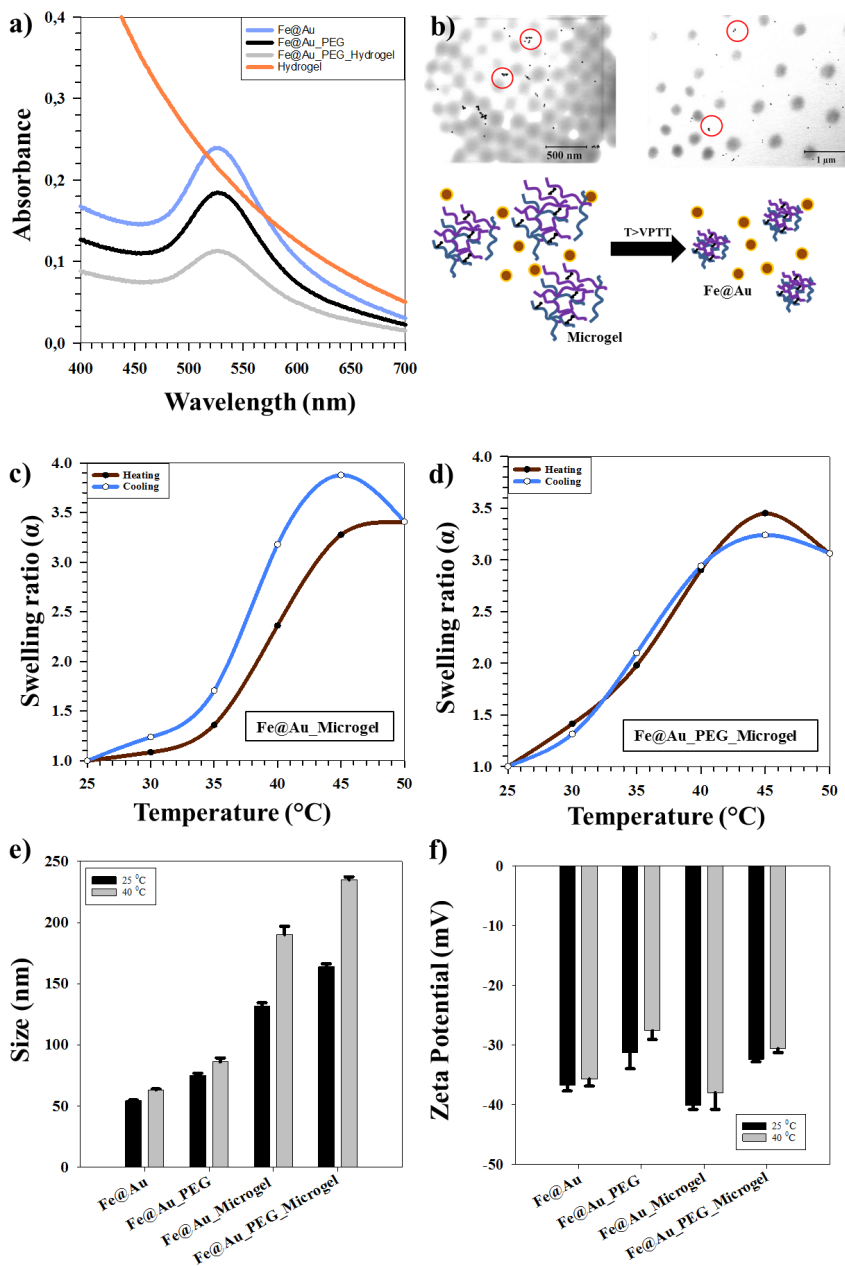 a)
0,4
0,3
0,2
0,1
0,0
Absorbance
Fe@Au
Fe@Au_PEG
Fe@Au_PEG_Hydrogel
Hydrogel
400 450 500 550 600 650 700
Wavelength (nm)
b)
500 nm
1 µm
T>VPTT
Fe@Au
Microgel
c)
4.0
3.5
3.0
2.5
2.0
1.5
1.0
Swelling ratio (α)
Heating
Cooling
Fe@Au_Microgel
25 30 35 40 45 50
Temperature (°C)
d)
4.0
3.5
3.0
2.5
2.0
1.5
1.0
Swelling ratio (α)
Heating
Cooling
Fe@Au_PEG_Microgel
25 30 35 40 45 50
Temperature (°C)
e)
250
200
150
100
50
0
Size (nm)
25 ⁰C
40 ⁰C
Fe@Au
Fe@Au_PEG
Fe@Au_Microgel
Fe@Au_PEG_Microgel
f)
0
-10
-20
-30
-40
-50
Zeta Potential (mV)
25 ⁰C
40 ⁰C
Fe@Au
Fe@Au_PEG
Fe@Au_Microgel
Fe@Au_PEG_Microgel